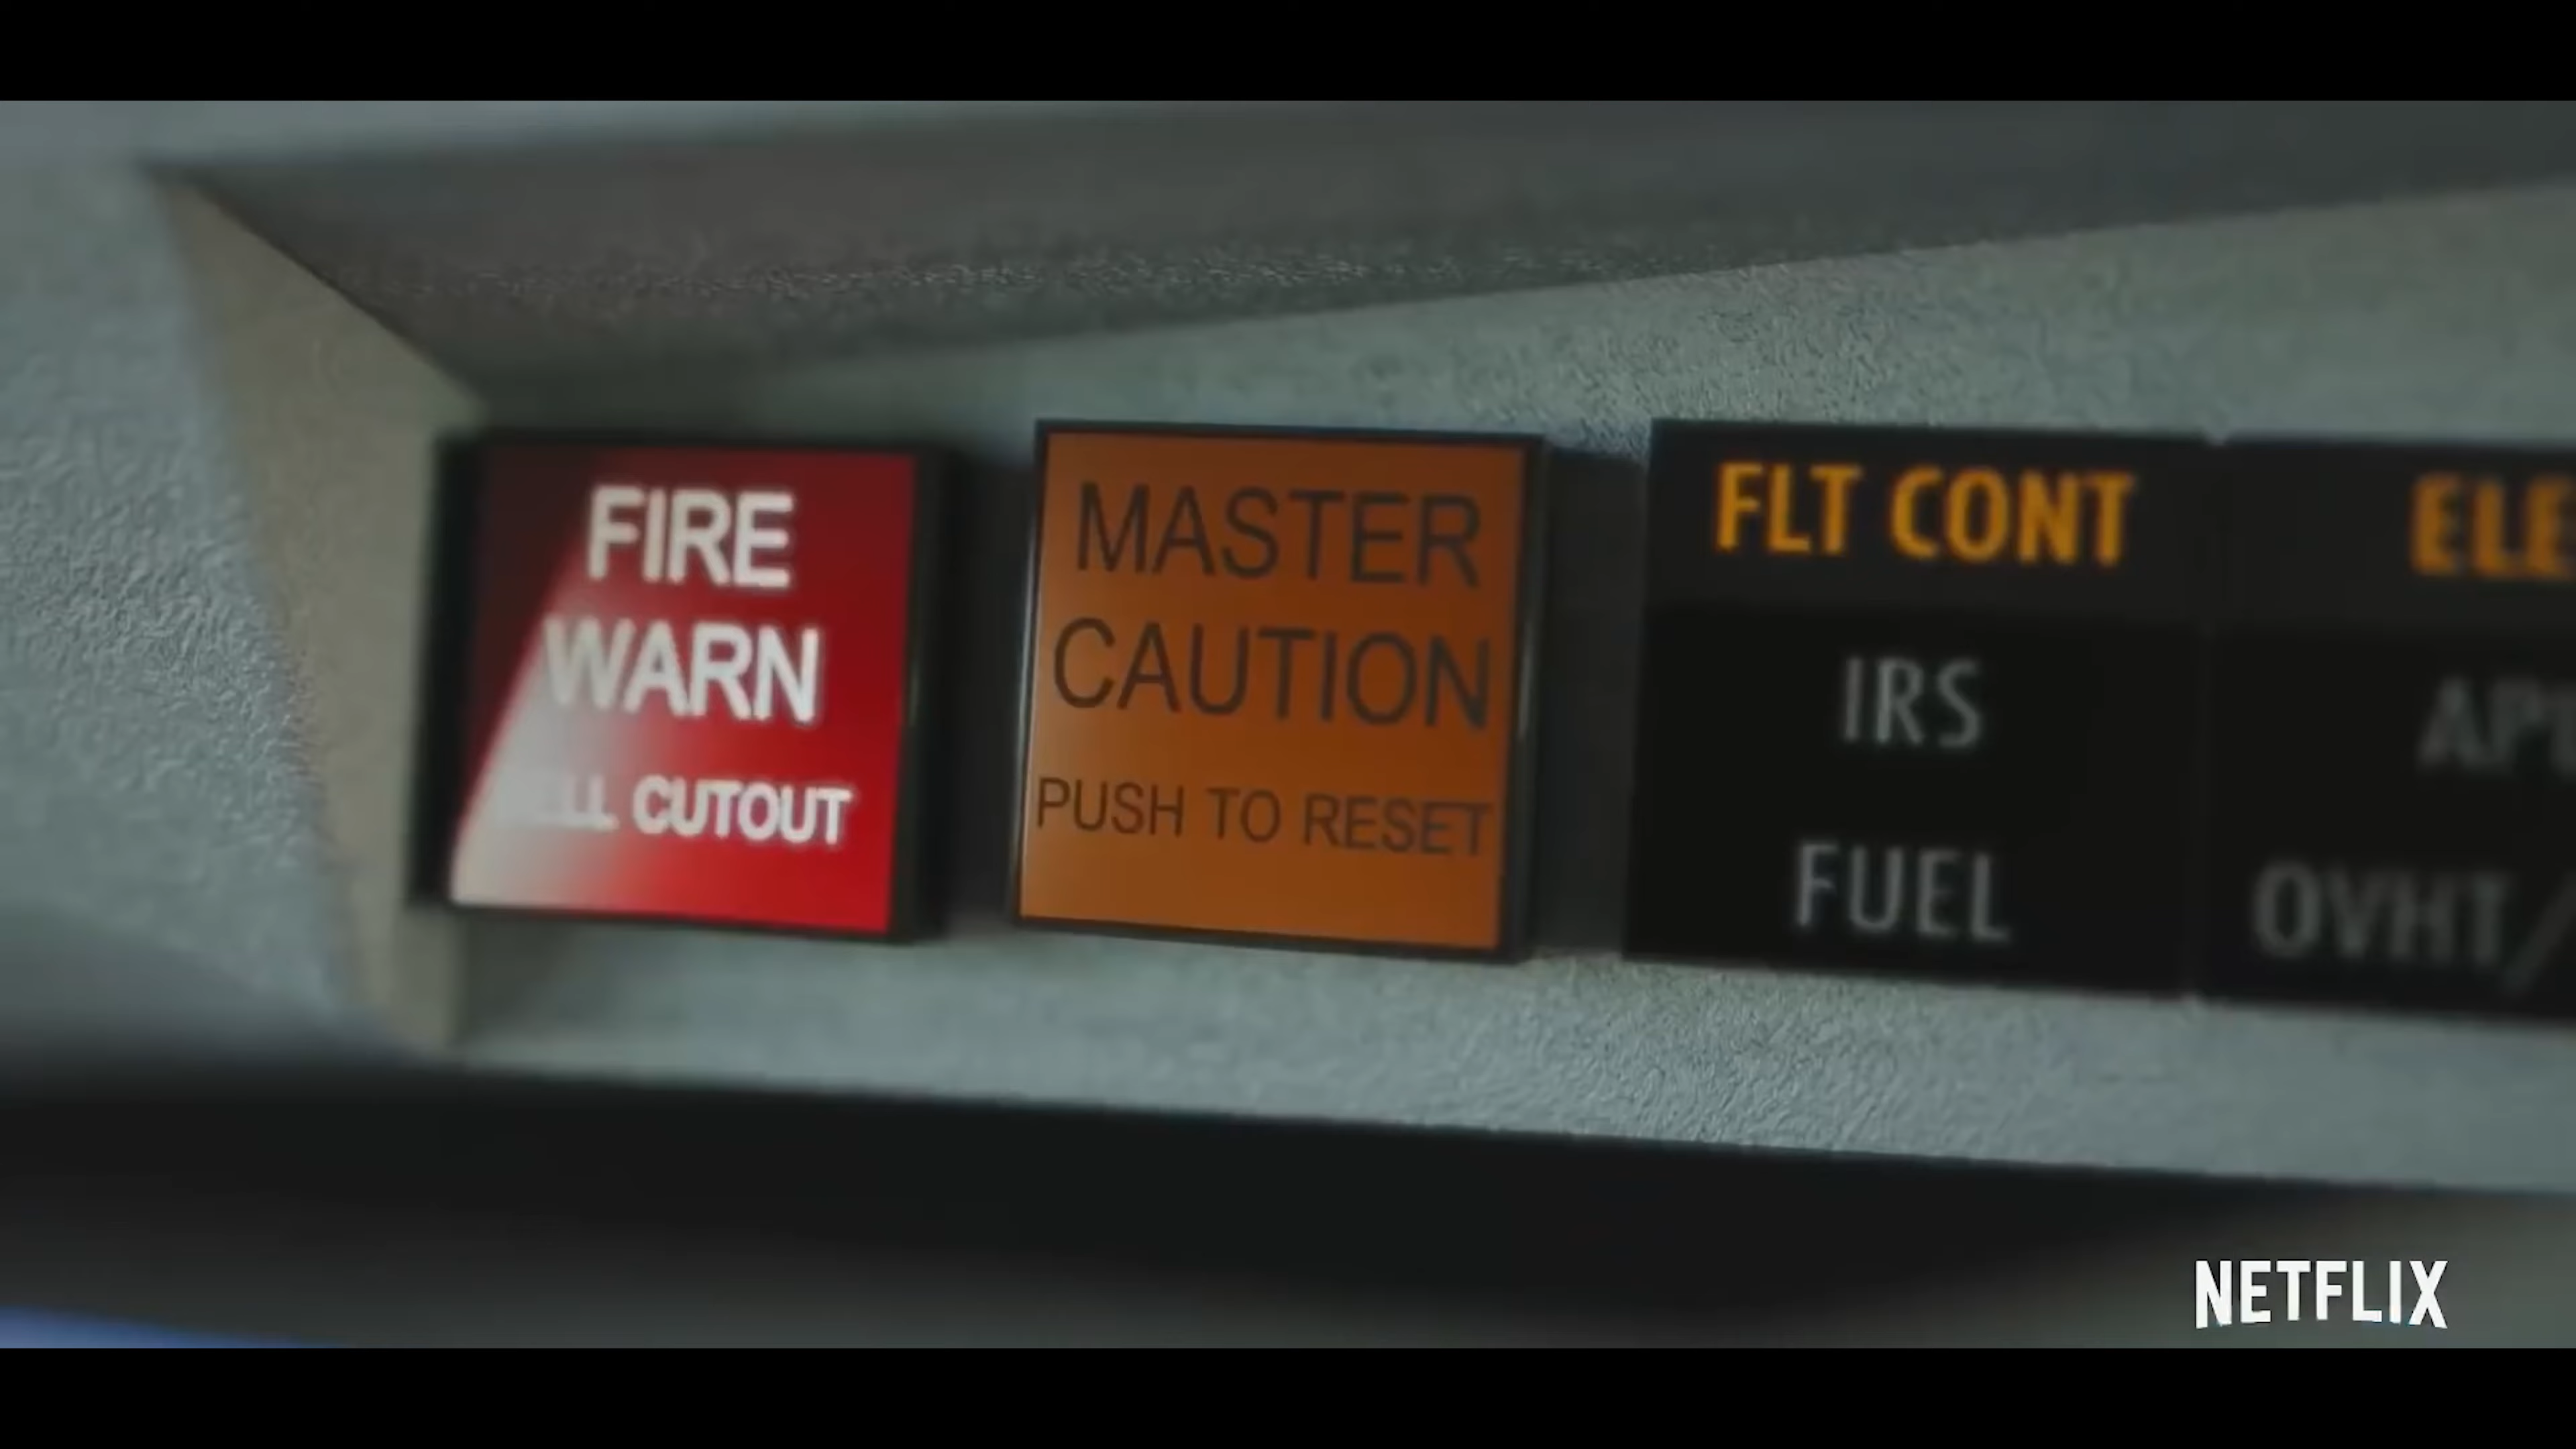 FIRE
WARN
CUTOUT
MASTER
CAUTION
PUSH TO RESET
FLT CONT
IRS
FUEL
NETFLIX